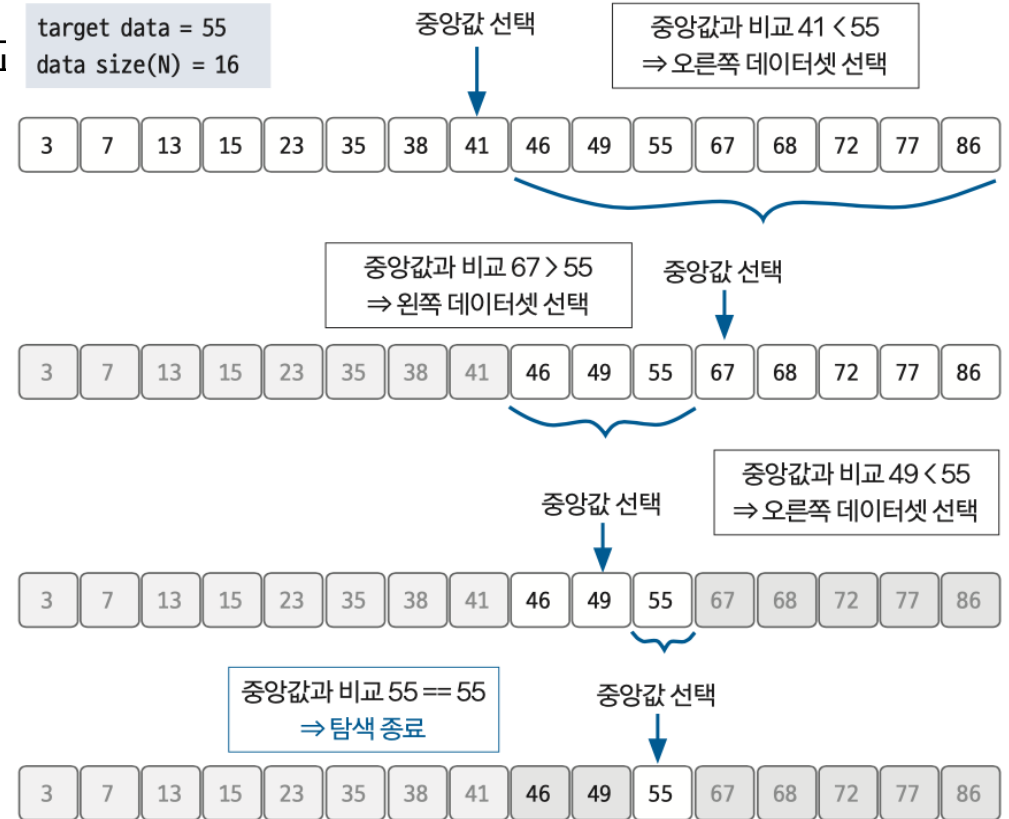 target data = 55
data size(N) = 16
중앙값 선택
중앙값과 비교 41 < 55
⇒ 오른쪽 데이터셋 선택
3 7 13 15 23 35 38 41 46 49 55 67 68 72 77 86
중앙값과 비교 67 > 55
⇒ 왼쪽 데이터셋 선택
중앙값 선택
3 7 13 15 23 35 38 41 46 49 55 67 68 72 77 86
중앙값 선택
중앙값과 비교 49 < 55
⇒ 오른쪽 데이터셋 선택
3 7 13 15 23 35 38 41 46 49 55 67 68 72 77 86
중앙값과 비교 55 == 55
⇒ 탐색 종료
중앙값 선택
3 7 13 15 23 35 38 41 46 49 55 67 68 72 77 86